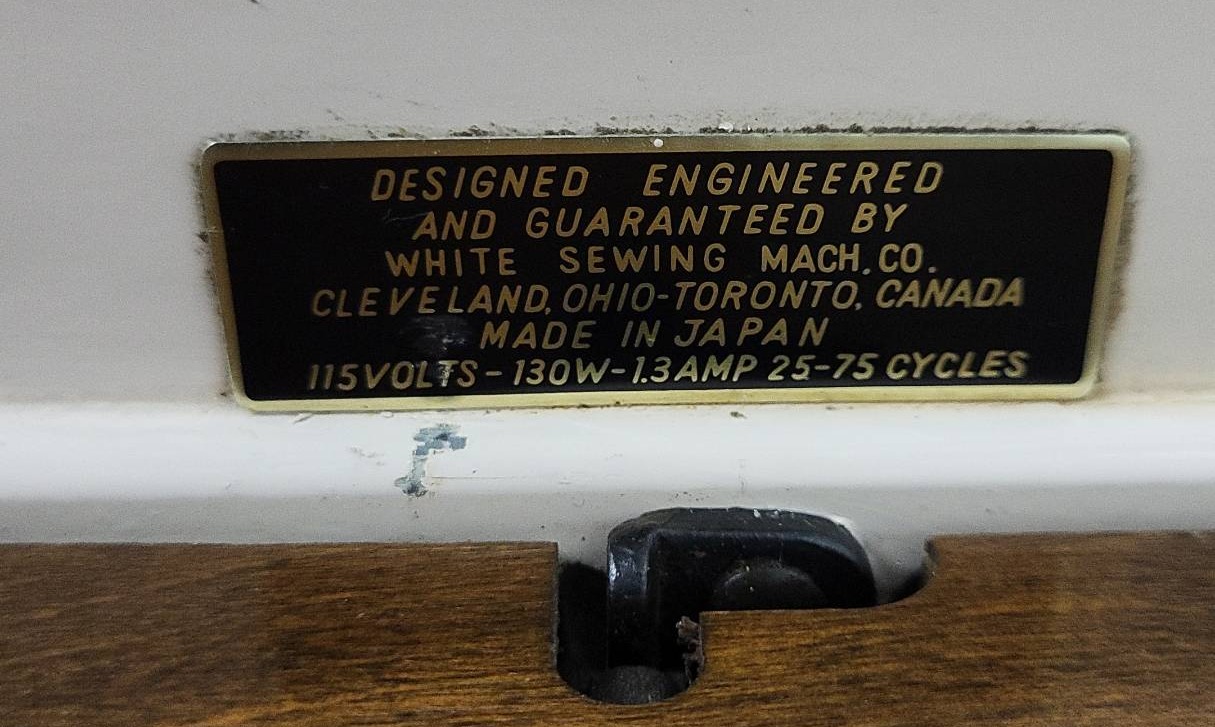 DESIGNED ENGINEERED
AND GUARANTEED BY
WHITE SEWING MACH. CO.
CLEVELAND, OHIO-TORONTO, CANADA
MADE IN JAPAN
115VOLTS-130W-1.3AMP 25-75 CYCLES